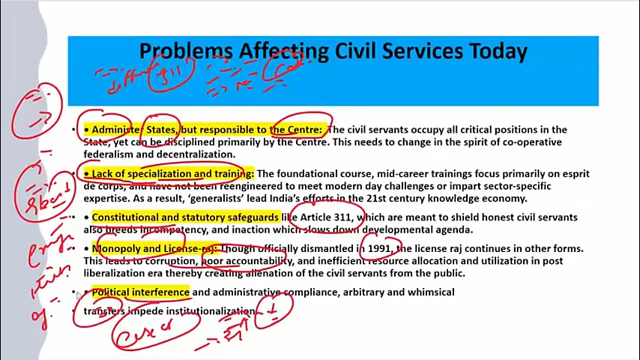 Problems Affecting Civil Services Today
311
• Administer States, but responsible to the Centre: The civil servants occupy all critical positions in the
State, yet can be disciplined primarily by the Centre. This needs to change in the spirit of co-operative
federalism and decentralization.
• Lack of specialization and training: The foundational course, mid-career trainings focus primarily on esprit
de corps, and have not been reengineered to meet modern day challenges or impart sector-specific
expertise. As a result, 'generalists' lead India's efforts in the 21st century knowledge economy.
• Constitutional and statutory safeguards like Article 311, which are meant to shield honest civil servants
also breeds incompetency, and inaction which slows down developmental agenda.
• Monopoly and License-raj: Though officially dismantled in 1991, the license raj continues in other forms.
This leads to corruption, poor accountability, and inefficient resource allocation and utilization in post
liberalization era thereby creating alienation of the civil servants from the public.
• Political interference and administrative compliance, arbitrary and whimsical
transfers impede institutionalization